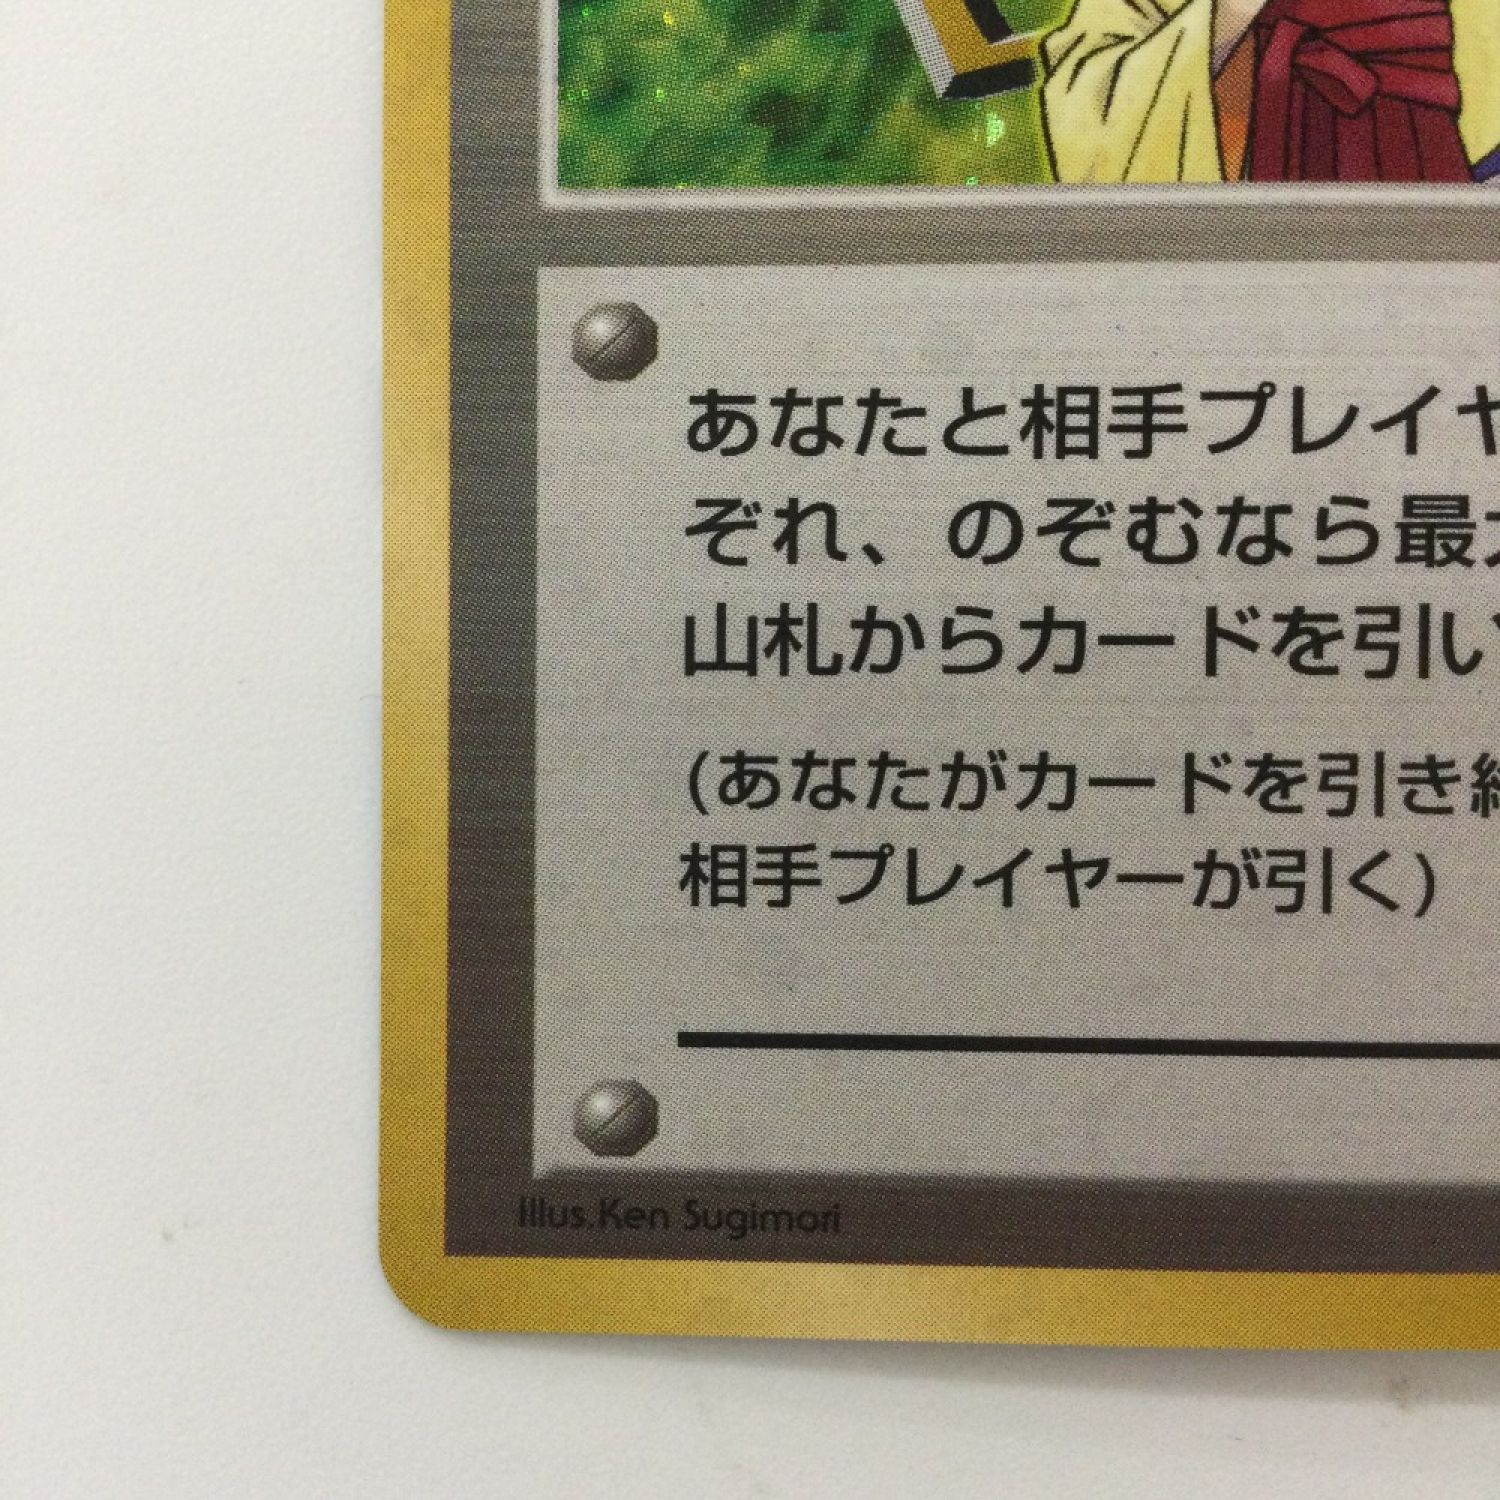 あなたと相手プレイヤ
ぞれ、のぞむなら最大
山札からカードを引い
(あなたがカードを引き
相手プレイヤーが引く)
Illus.Ken Sugimori